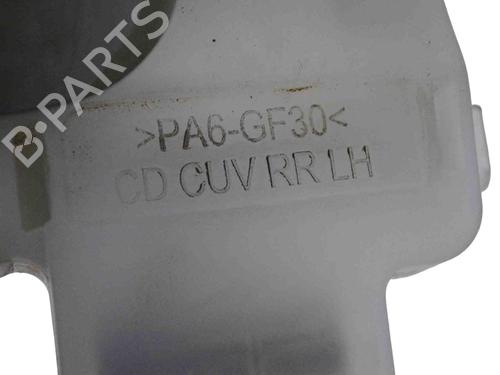 B-PARTS
>PA6-GF30<
CD CUV RR LH